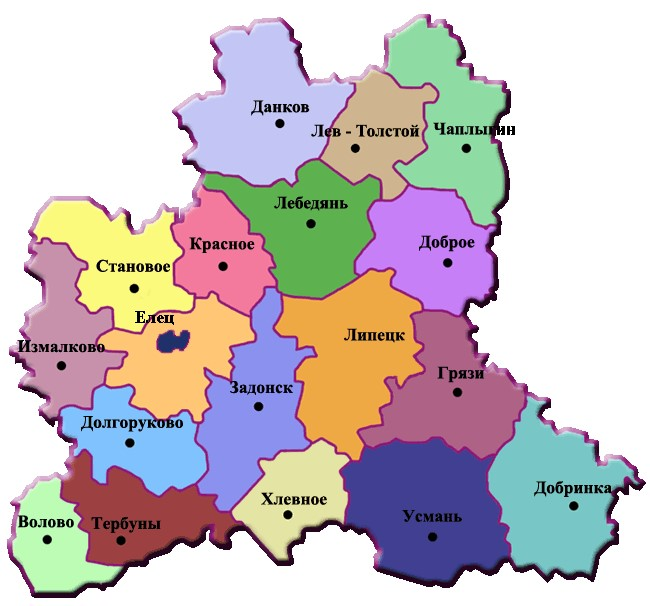 Данков
Лев - Толстой
Чаплыгин
Лебедянь
Красное
Доброе
Становое
Елец
Липецк
Измалково
Грязи
Задонск
Долгоруково
Добринка
Хлевное
Волово
Тербуны
Усмань